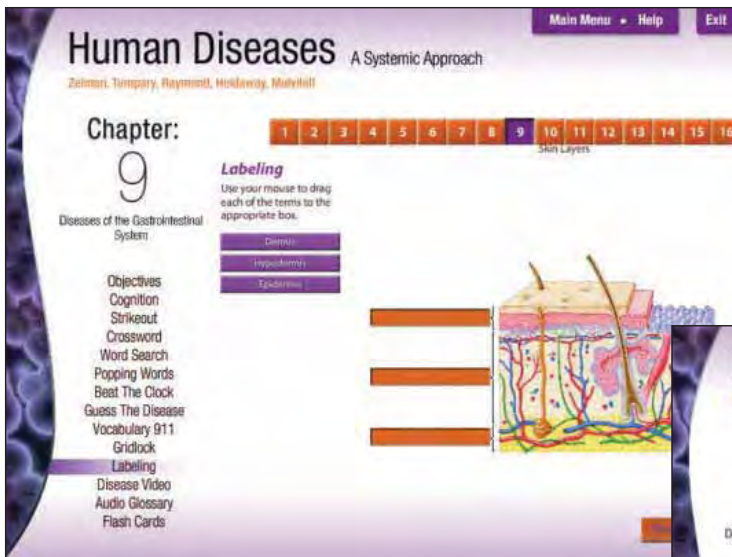 Main Menu • Help
Exit
Human Diseases A Systemic Approach
Zelman, Tompary, Raymond, Holdaway, Mulvihill
Chapter:
9
Diseases of the Gastrointestinal
System
1 2 3 4 5 6 7 8 9 10 11 12 13 14 15 16
Skin Layers
Labeling
Use your mouse to drag
each of the terms to the
appropriate box.
Dermis
Hypodermis
Epidermis
Objectives
Cognition
Strikeout
Crossword
Word Search
Popping Words
Beat The Clock
Guess The Disease
Vocabulary 911
Gridlock
Labeling
Disease Video
Audio Glossary
Flash Cards
D